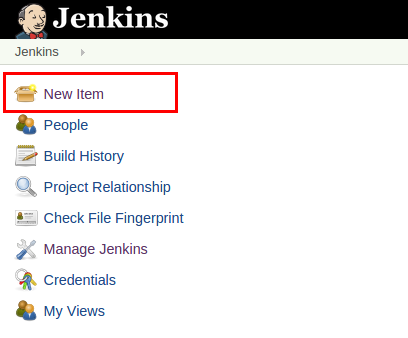 Jenkins
Jenkins
New Item
People
Build History
Project Relationship
Check File Fingerprint
Manage Jenkins
Credentials
My Views